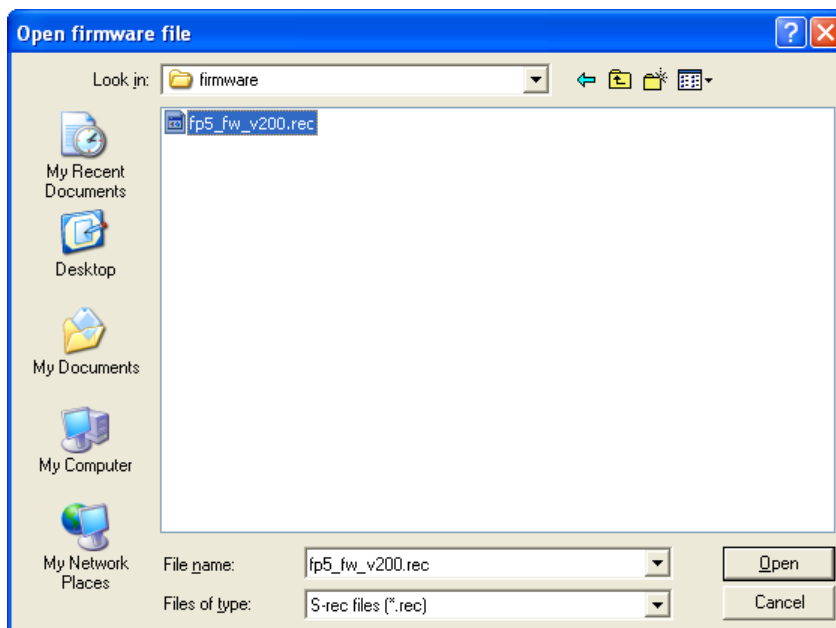 Open firmware file
Look in:
firmware
My Recent
Documents
Desktop
My Documents
My Computer
My Network
Places
fp5_fw_v200.rec
File name:
fp5_fw_v200.rec
Open
Files of type:
S-rec files (*.rec)
Cancel